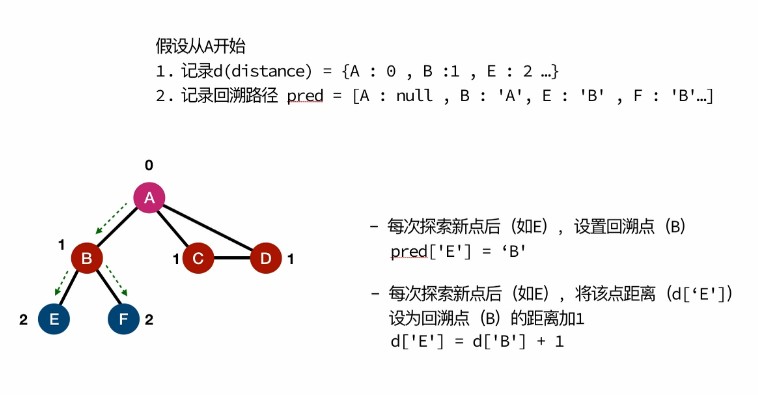 假设从A开始
1. 记录d(distance) = {A : 0 , B :1 , E : 2 …}
2. 记录回溯路径 pred = [A : null , B : 'A', E : 'B' , F : 'B'…]
0
A
1
B
1
C
D
1
2
E
F
2
- 每次探索新点后（如E），设置回溯点（B）
pred['E'] = ‘B'
- 每次探索新点后（如E），将该点距离（d[‘E']）
设为回溯点（B）的距离加1
d['E'] = d['B'] + 1